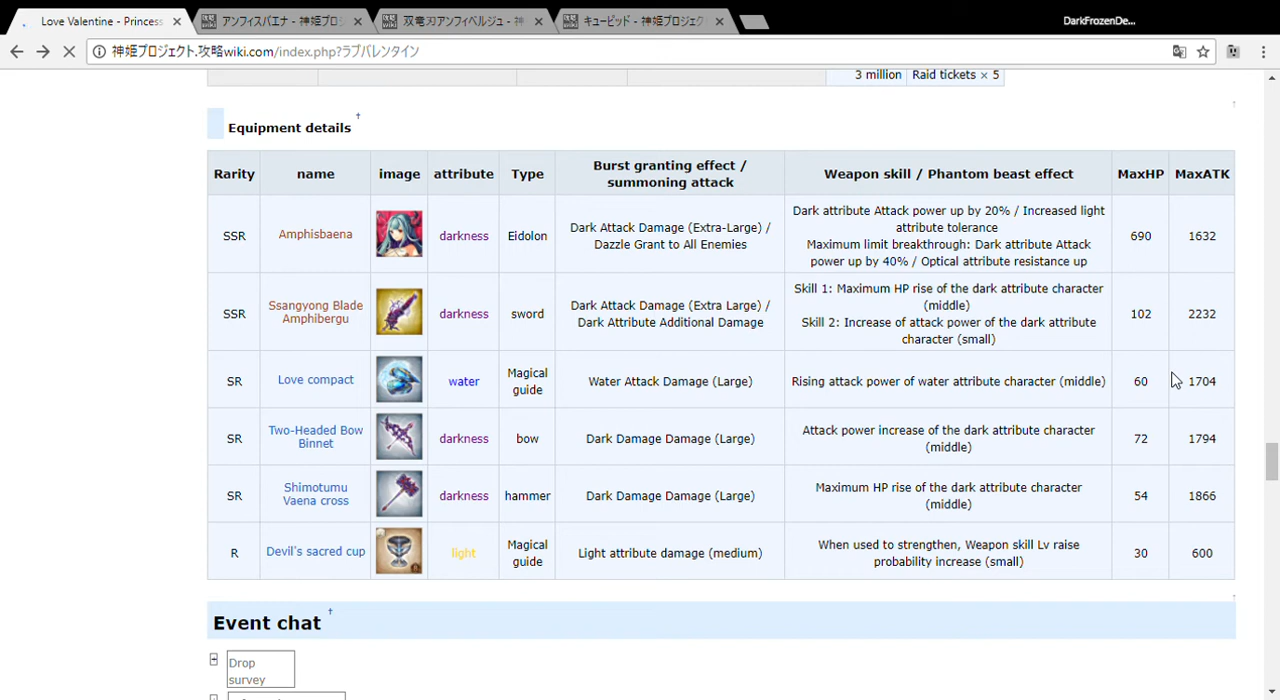 Love Valentine - Princess
アンフィスバエナ - 神姫プロジ
双竜刃アンフィベルジュ - 神
キューピッド - 神姫プロジェク
DarkFrozenDe...
神姫プロジェクト.攻略wiki.com/index.php?ラブバレンタイン
3 million Raid tickets × 5
↑
Equipment details †
Rarity name image attribute Type Burst granting effect / summoning attack Weapon skill / Phantom beast effect MaxHP MaxATK
SSR Amphisbaena darkness Eidolon
Dark Attack Damage (Extra-Large) /
Dazzle Grant to All Enemies
Dark attribute Attack power up by 20% / Increased light
attribute tolerance
Maximum limit breakthrough: Dark attribute Attack
power up by 40% / Optical attribute resistance up
690 1632
SSR
Ssangyong Blade
Amphibergu
darkness sword
Dark Attack Damage (Extra Large) /
Dark Attribute Additional Damage
Skill 1: Maximum HP rise of the dark attribute character
(middle)
Skill 2: Increase of attack power of the dark attribute
character (small)
102 2232
SR Love compact water
Magical
guide
Water Attack Damage (Large)
Rising attack power of water attribute character (middle)
60 1704
SR
Two-Headed Bow
Binnet
darkness bow
Dark Damage Damage (Large)
Attack power increase of the dark attribute character
(middle)
72 1794
SR
Shimotumu
Vaena cross
darkness hammer
Dark Damage Damage (Large)
Maximum HP rise of the dark attribute character
(middle)
54 1866
R Devil's sacred cup light
Magical
guide
Light attribute damage (medium)
When used to strengthen, Weapon skill Lv raise
probability increase (small)
30 600
↑
Event chat †
Drop
survey